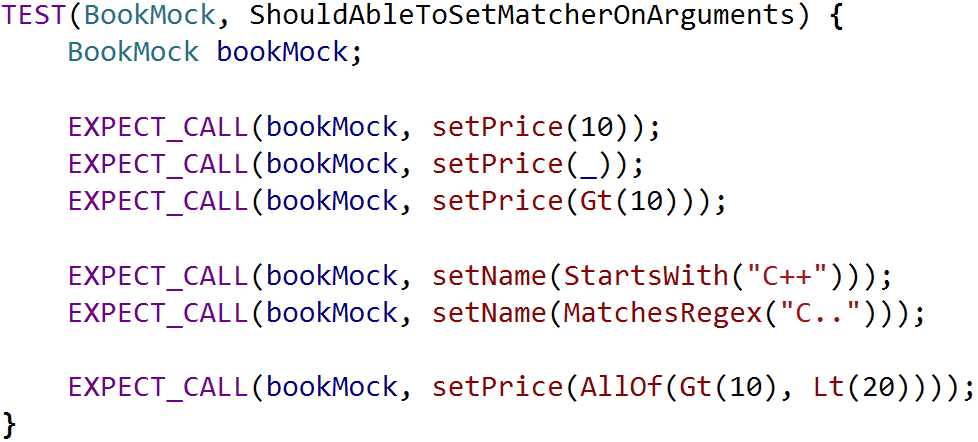 TEST(BookMock, ShouldAbleToSetMatcherOnArguments) {
    BookMock bookMock;
    EXPECT_CALL(bookMock, setPrice(10));
    EXPECT_CALL(bookMock, setPrice(_));
    EXPECT_CALL(bookMock, setPrice(Gt(10)));
    EXPECT_CALL(bookMock, setName(StartsWith("C++")));
    EXPECT_CALL(bookMock, setName(MatchesRegex("C..")));
    EXPECT_CALL(bookMock, setPrice(AllOf(Gt(10), Lt(20))));
}